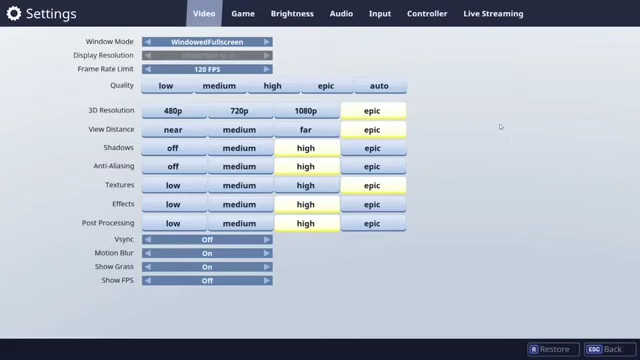 Settings Video Game Brightness Audio Input Controller Live Streaming
Window Mode WindowedFullscreen
Display Resolution
Frame Rate Limit 120 FPS
Quality low medium high epic auto
3D Resolution 480p 720p 1080p epic
View Distance near medium far epic
Shadows off medium high epic
Anti-Aliasing off medium high epic
Textures low medium high epic
Effects low medium high epic
Post Processing low medium high epic
Vsync Off
Motion Blur On
Show Grass On
Show FPS Off
R Restore ESC Back